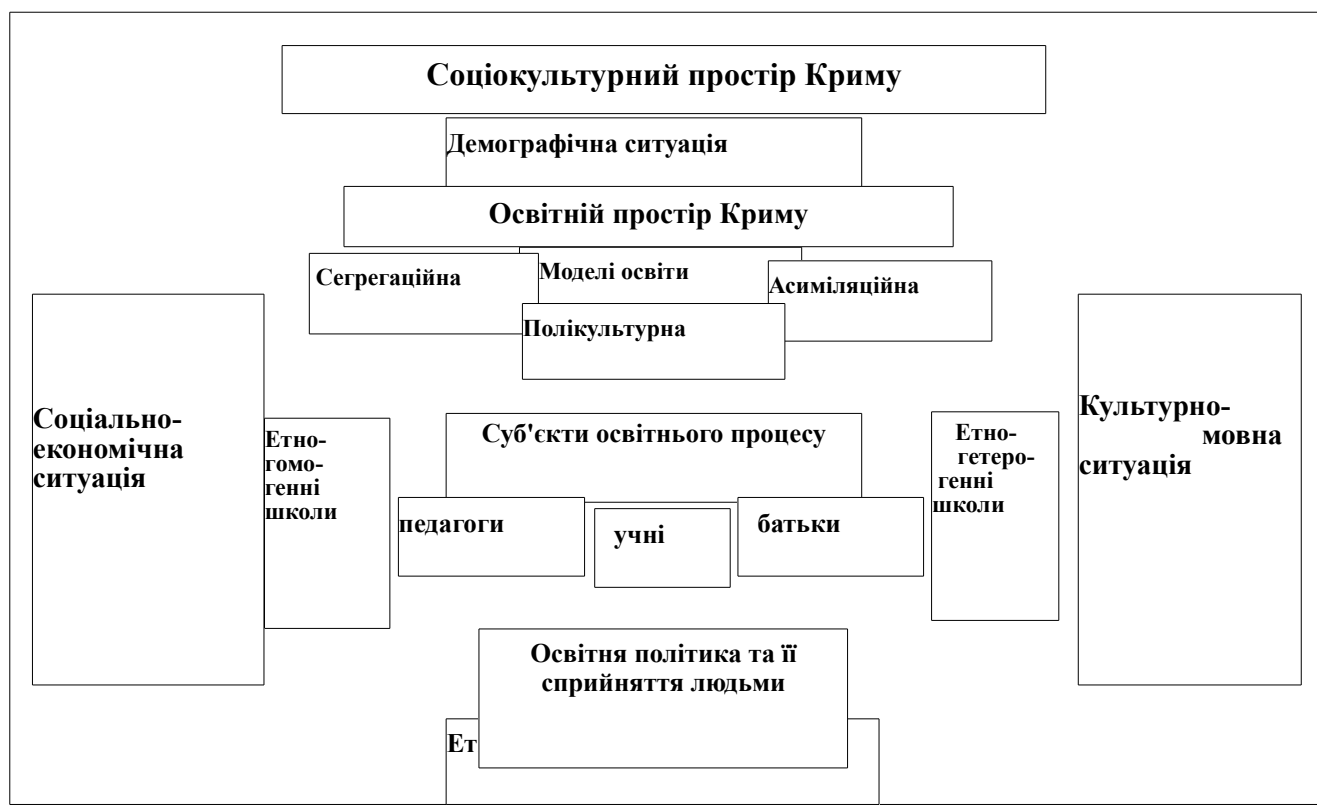 Соціокультурний простір Криму
Демографічна ситуація
Освітній простір Криму
Сегрегаційна
Моделі освіти
Асиміляційна
Полікультурна
Соціально-
економічна
ситуація
Етно-
гомо-
генні
школи
Суб'єкти освітнього процесу
педагоги
учні
батьки
Етно-
гетеро-
генні
школи
Культурно-
мовна
ситуація
Освітня політика та її
сприйняття людьми